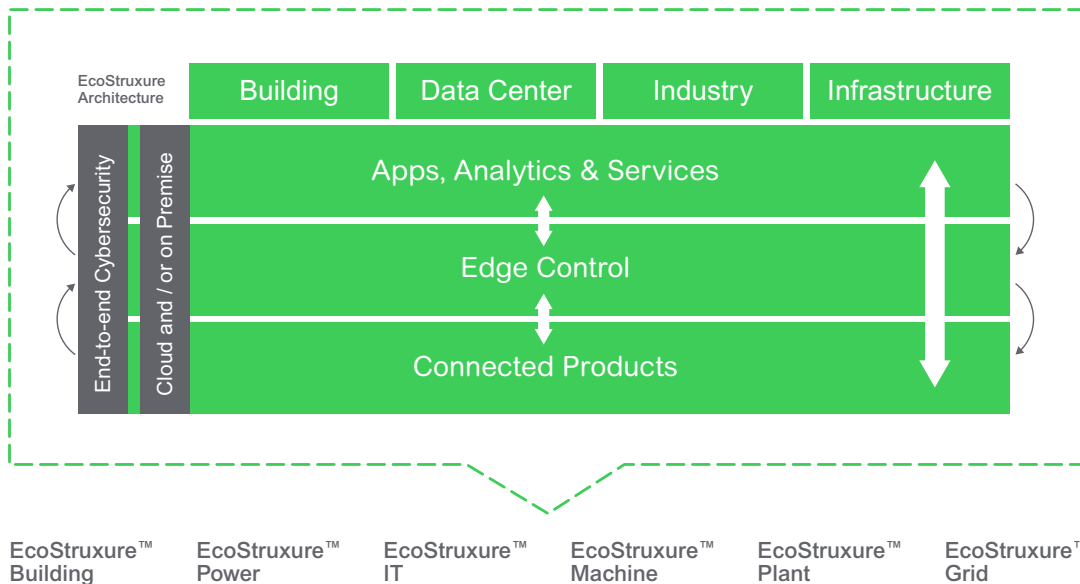 EcoStruxure
Architecture
Building
Data Center
Industry
Infrastructure
End-to-end Cybersecurity
Cloud and / or on Premise
Apps, Analytics & Services
Edge Control
Connected Products
EcoStruxure™
Building
EcoStruxure™
Power
EcoStruxure™
IT
EcoStruxure™
Machine
EcoStruxure™
Plant
EcoStruxure™
Grid